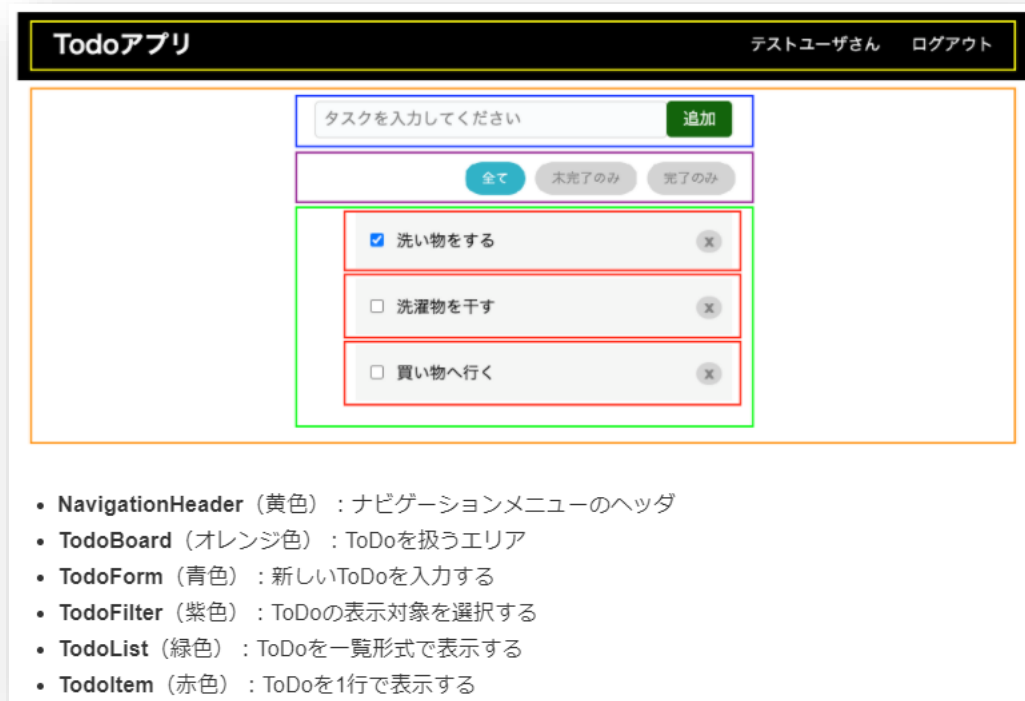 Todoアプリ テストユーザさん ログアウト
タスクを入力してください 追加
全て 未完了のみ 完了のみ
洗い物をする x
洗濯物を干す x
買い物へ行く x
• NavigationHeader（黄色）：ナビゲーションメニューのヘッダ
• TodoBoard（オレンジ色）：ToDoを扱うエリア
• TodoForm（青色）：新しいToDoを入力する
• TodoFilter（紫色）：ToDoの表示対象を選択する
• TodoList（緑色）：ToDoを一覧形式で表示する
• TodoItem（赤色）：ToDoを1行で表示する